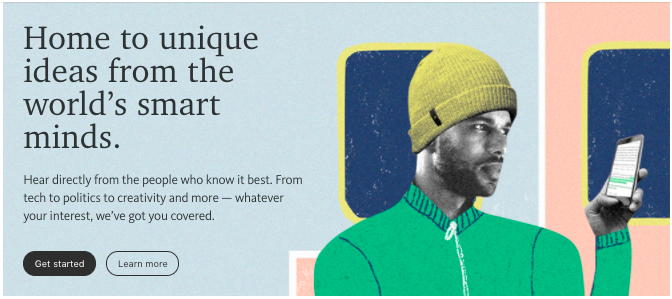 Home to unique
ideas from the
world’s smart
minds.
Hear directly from the people who know it best. From
tech to politics to creativity and more — whatever
your interest, we’ve got you covered.
Get started
Learn more